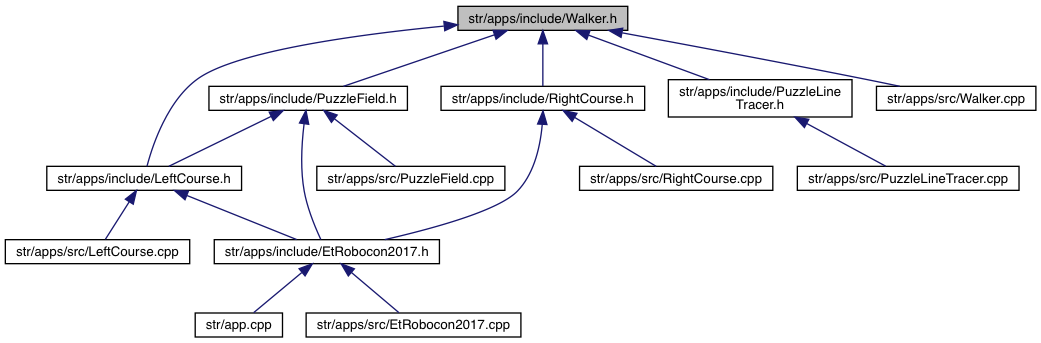 str/apps/include/Walker.h
str/apps/include/PuzzleField.h
str/apps/include/RightCourse.h
str/apps/include/PuzzleLine
Tracer.h
str/apps/src/Walker.cpp
str/apps/include/LeftCourse.h
str/apps/src/PuzzleField.cpp
str/apps/src/RightCourse.cpp
str/apps/src/PuzzleLineTracer.cpp
str/apps/src/LeftCourse.cpp
str/apps/include/EtRobocon2017.h
str/app.cpp
str/apps/src/EtRobocon2017.cpp